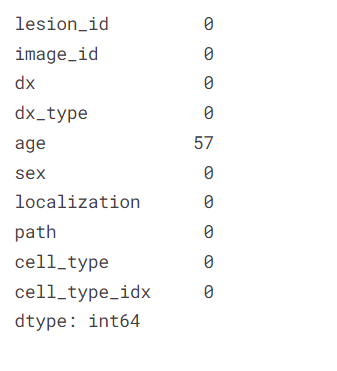 lesion_id 0
image_id 0
dx 0
dx_type 0
age 57
sex 0
localization 0
path 0
cell_type 0
cell_type_idx 0
dtype: int64